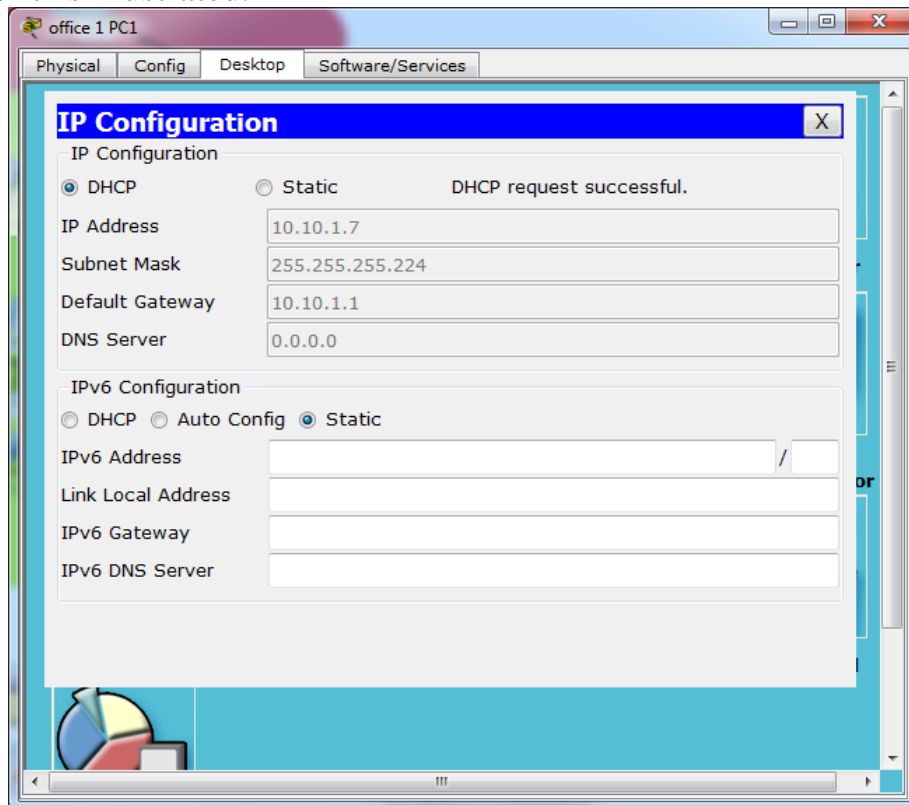 office 1 PC1
Physical Config Desktop Software/Services
IP Configuration X
IP Configuration
DHCP Static DHCP request successful.
IP Address 10.10.1.7
Subnet Mask 255.255.255.224
Default Gateway 10.10.1.1
DNS Server 0.0.0.0
IPv6 Configuration
DHCP Auto Config Static
IPv6 Address /
Link Local Address
or
IPv6 Gateway
IPv6 DNS Server